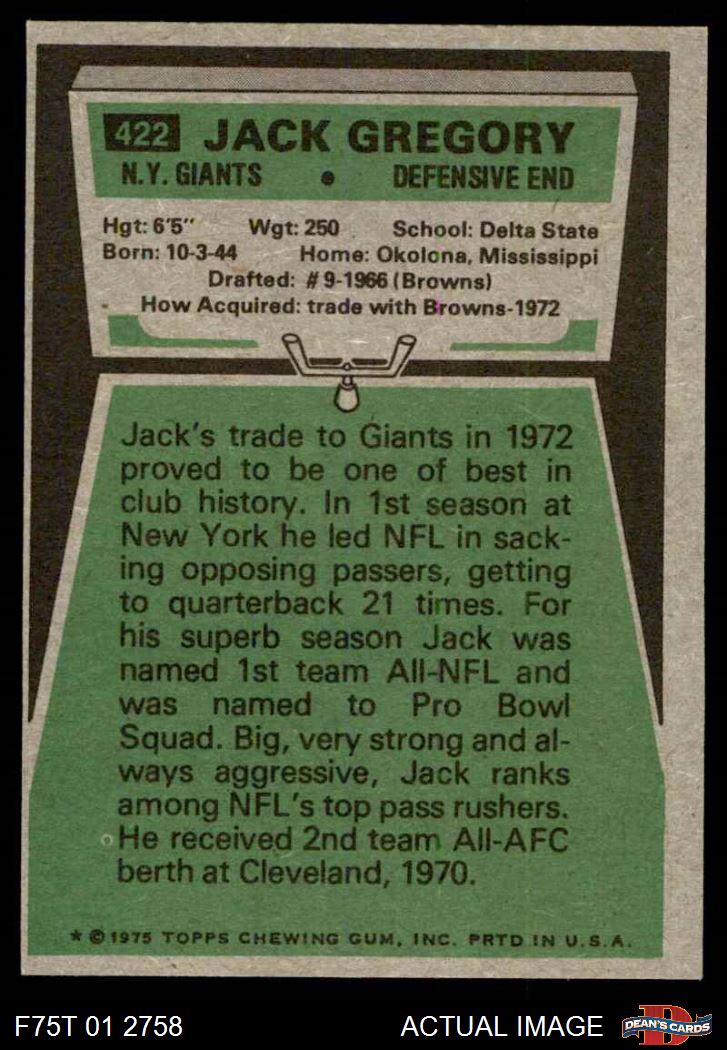 422 JACK GREGORY
N.Y. GIANTS • DEFENSIVE END
Hgt: 6'5" Wgt: 250 School: Delta State
Born: 10-3-44 Home: Okolona, Mississippi
Drafted: #9-1966 (Browns)
How Acquired: trade with Browns-1972
Jack's trade to Giants in 1972
proved to be one of best in
club history. In 1st season at
New York he led NFL in sack-
ing opposing passers, getting
to quarterback 21 times. For
his superb season Jack was
named 1st team All-NFL and
was named to Pro Bowl
Squad. Big, very strong and al-
ways aggressive, Jack ranks
among NFL's top pass rushers.
He received 2nd team All-AFC
berth at Cleveland, 1970.
* © 1975 TOPPS CHEWING GUM, INC. PRTD IN U.S.A.
F75T 01 2758 ACTUAL IMAGE D DEAN'S CARDS